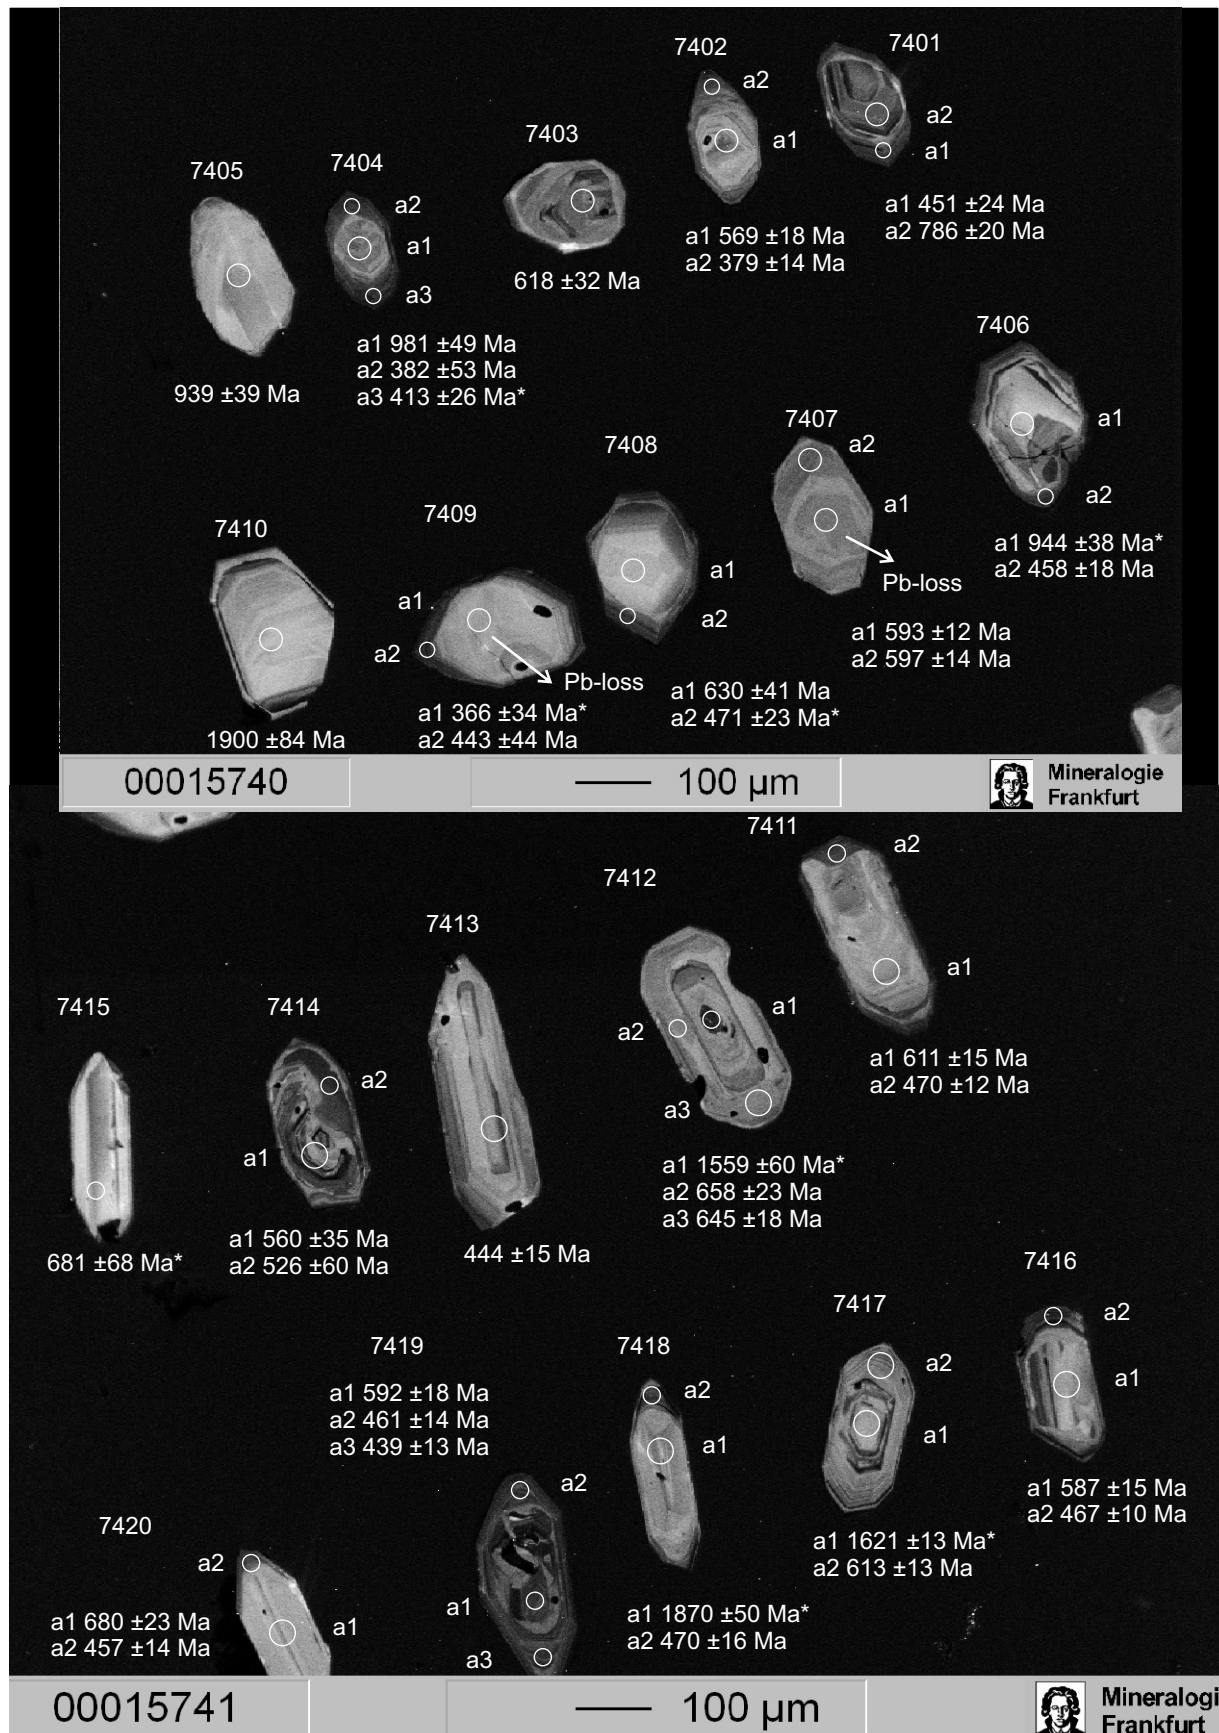 7402
7401
a2
a1
a2
a1
7403
7405
7404
a2
a1
a3
a1 451 ±24 Ma
a2 786 ±20 Ma
a1 569 ±18 Ma
a2 379 ±14 Ma
618 ±32 Ma
a1 981 ±49 Ma
a2 382 ±53 Ma
a3 413 ±26 Ma*
939 ±39 Ma
7406
a1
a2
a1 944 ±38 Ma*
a2 458 ±18 Ma
7407
a2
a1
Pb-loss
a1 593 ±12 Ma
a2 597 ±14 Ma
7408
a1
a2
a1 630 ±41 Ma
a2 471 ±23 Ma*
7409
a1
a2
Pb-loss
a1 366 ±34 Ma*
a2 443 ±44 Ma
7410
1900 ±84 Ma
00015740
100 µm
Mineralogie
Frankfurt
7411
a2
a1
a1 611 ±15 Ma
a2 470 ±12 Ma
7412
a1
a2
a3
a1 1559 ±60 Ma*
a2 658 ±23 Ma
a3 645 ±18 Ma
7413
444 ±15 Ma
7414
a2
a1
a1 560 ±35 Ma
a2 526 ±60 Ma
7415
681 ±68 Ma*
7416
a2
a1
a1 587 ±15 Ma
a2 467 ±10 Ma
7417
a2
a1
a1 1621 ±13 Ma*
a2 613 ±13 Ma
7418
a2
a1
a1 1870 ±50 Ma*
a2 470 ±16 Ma
7419
a1 592 ±18 Ma
a2 461 ±14 Ma
a3 439 ±13 Ma
a2
a1
a3
7420
a2
a1
a1 680 ±23 Ma
a2 457 ±14 Ma
00015741
100 µm
Mineralogi
Frankfurt